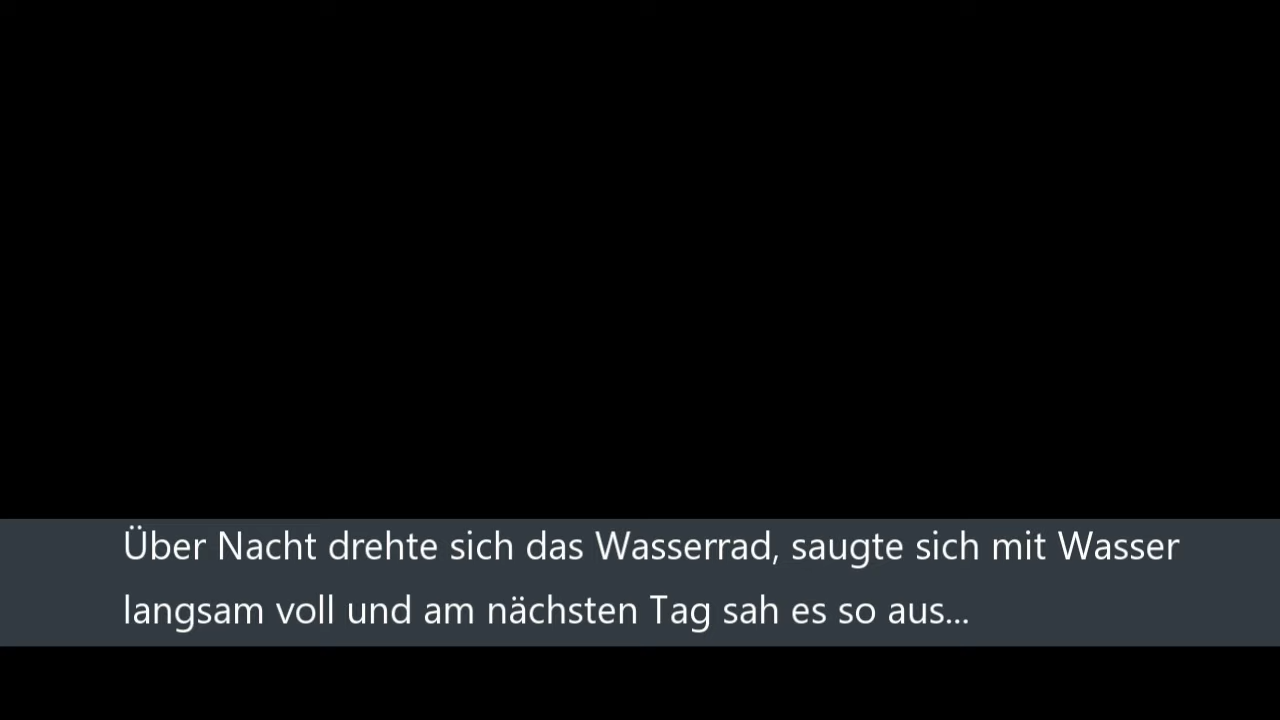 Über Nacht drehte sich das Wasserrad, saugte sich mit Wasser
langsam voll und am nächsten Tag sah es so aus...